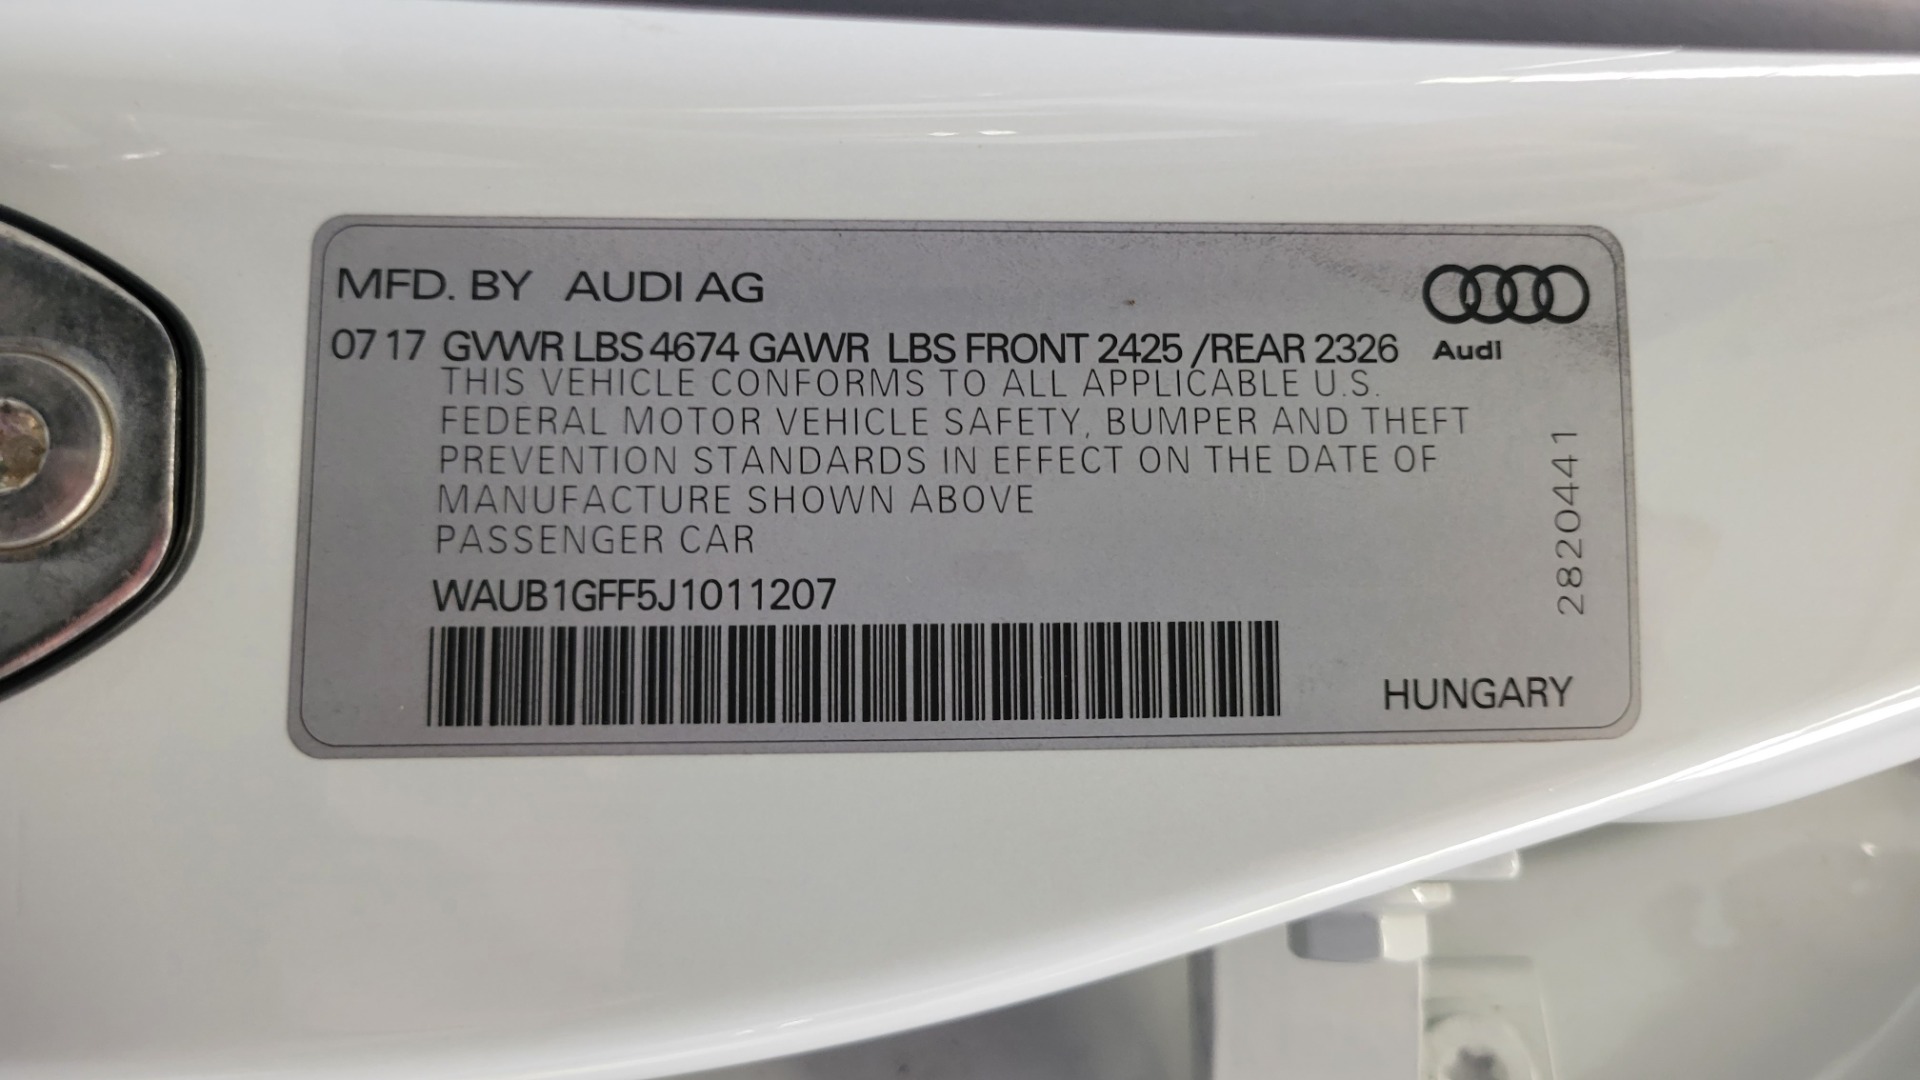 MFD. BY AUDI AG
07 17 GVWR LBS 4674 GAWR LBS FRONT 2425 /REAR 2326
Audi
THIS VEHICLE CONFORMS TO ALL APPLICABLE U.S.
FEDERAL MOTOR VEHICLE SAFETY, BUMPER AND THEFT
PREVENTION STANDARDS IN EFFECT ON THE DATE OF
MANUFACTURE SHOWN ABOVE
PASSENGER CAR
WAUB1GFF5J1011207
2820441
HUNGARY